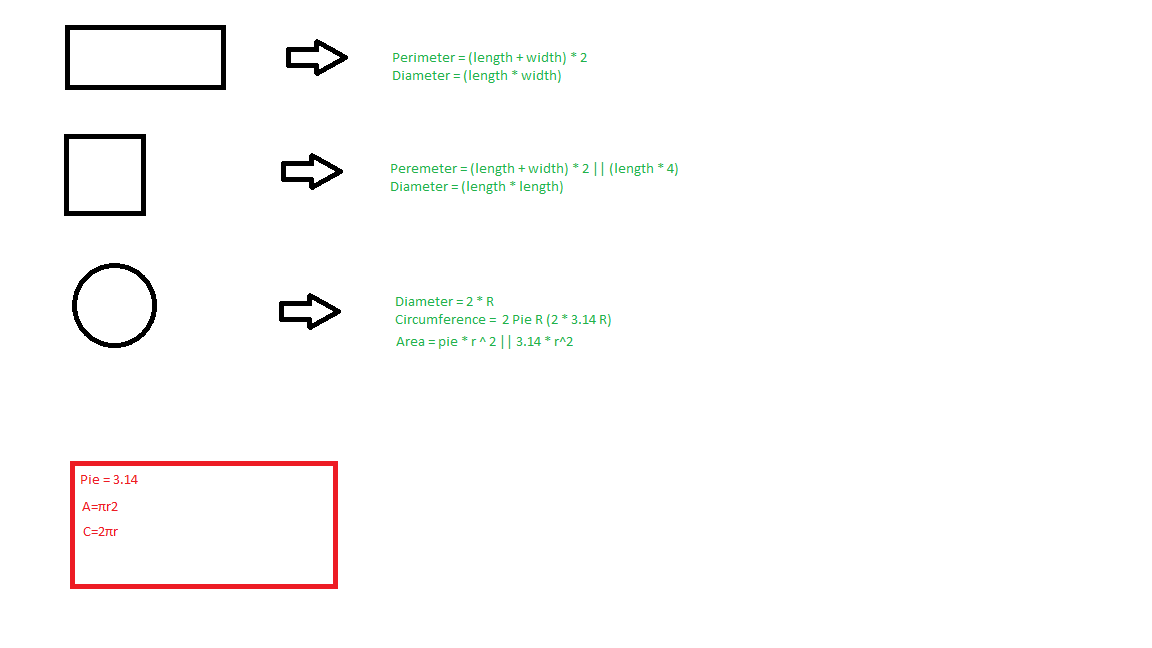 Perimeter = (length + width) * 2
Diameter = (length * width)
Peremeter = (length + width) * 2 || (length * 4)
Diameter = (length * length)
Diameter = 2 * R
Circumference =  2 Pie R (2 * 3.14 R)
Area = pie * r ^ 2 || 3.14 * r^2
Pie = 3.14
A=πr2
C=2πr